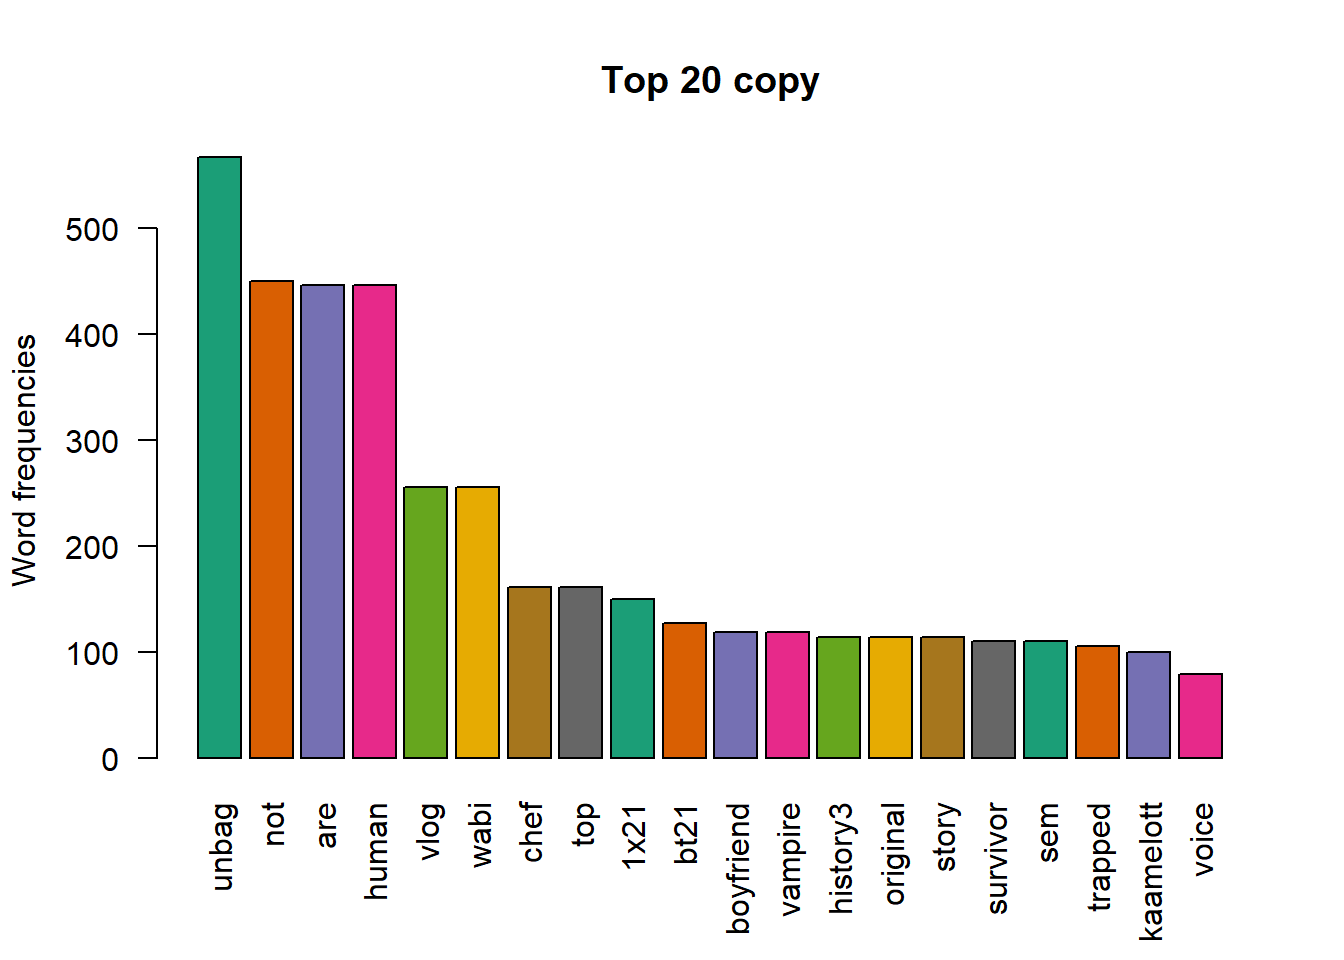 Top 20 copy
Word frequencies
500
400
300
200
100
0
unbag
not
are
human
vlog
wabi
chef
top
1x21
bt21
boyfriend
vampire
history3
original
story
survivor
sem
trapped
kaamelott
voice